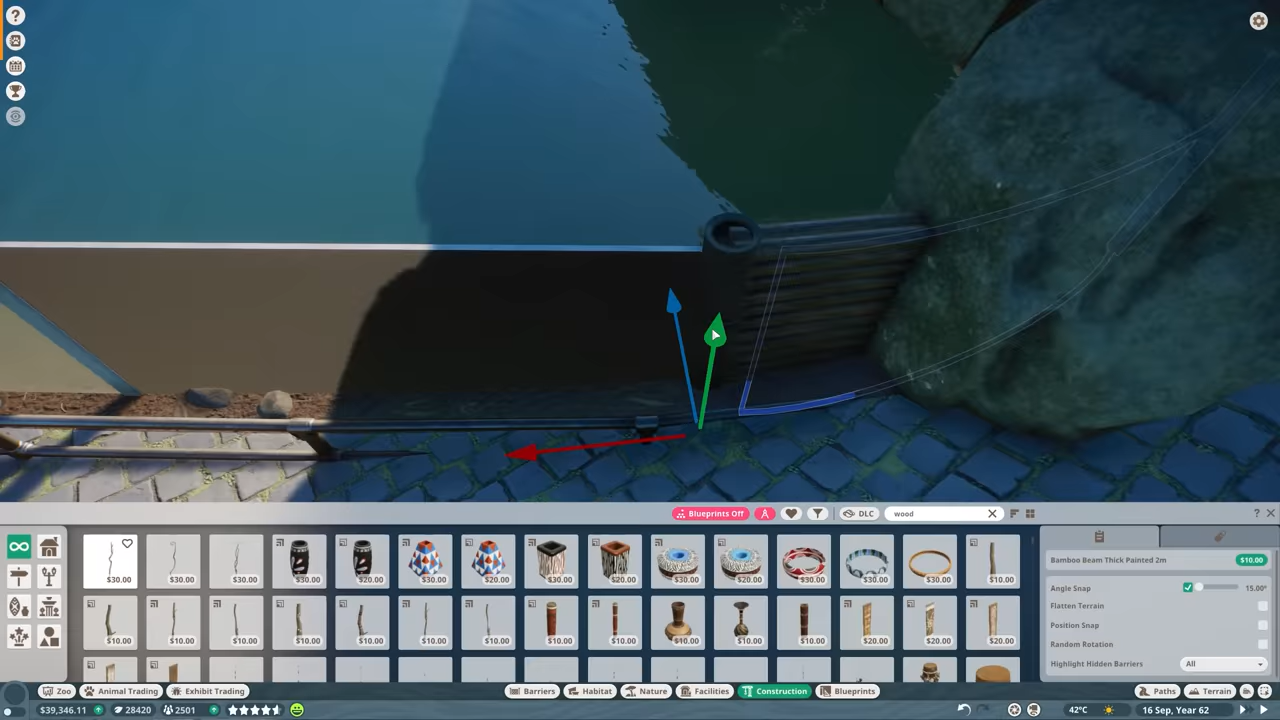 ?
Blueprints Off
DLC
wood
?
$30.00 $30.00 $30.00 $30.00 $20.00 $30.00 $20.00 $30.00 $20.00 $30.00 $20.00 $30.00 $30.00 $30.00 $10.00
$10.00 $10.00 $10.00 $10.00 $10.00 $10.00 $10.00 $10.00 $10.00 $10.00 $10.00 $10.00 $20.00 $20.00 $20.00
Bamboo Beam Thick Painted 2m $10.00
Angle Snap 15.00°
Flatten Terrain
Position Snap
Random Rotation
Highlight Hidden Barriers All
Zoo Animal Trading Exhibit Trading Barriers Habitat Nature Facilities Construction Blueprints Paths Terrain
$39,346.11 28420 2501 42°C 16 Sep, Year 62